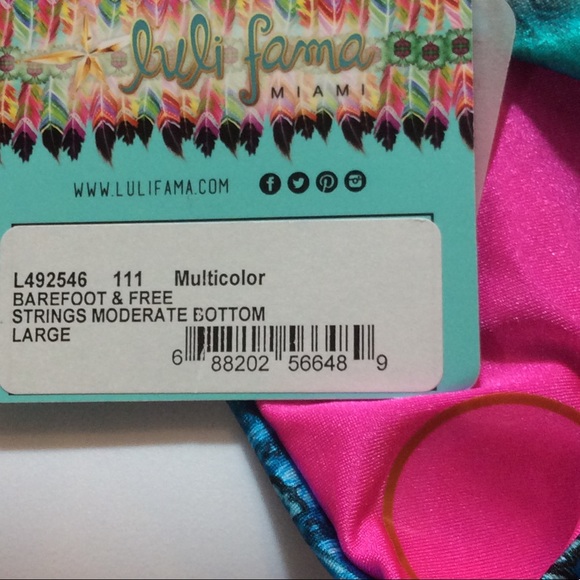 luli fama
MIAMI
WWW.LULIFAMA.COM
L492546 111 Multicolor
BAREFOOT & FREE
STRINGS MODERATE BOTTOM
LARGE
6 88202 56648 9